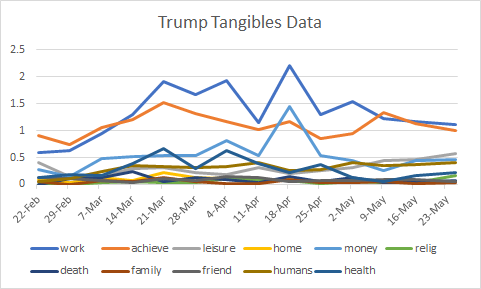 Trump Tangibles Data
2.5
2
1.5
1
0.5
0
22-Feb 29-Feb 7-Mar 14-Mar 21-Mar 28-Mar 4-Apr 11-Apr 18-Apr 25-Apr 2-May 9-May 16-May 23-May
work achieve leisure home money relig
death family friend humans health